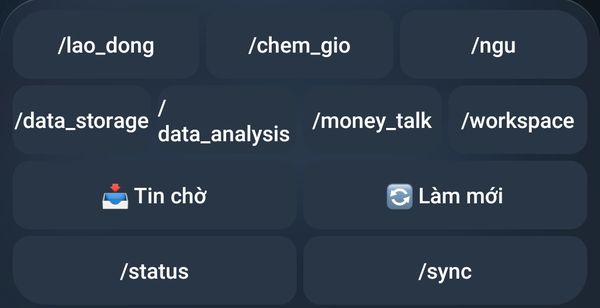 /lao_dong
/chem_gio
/ngu
/data_storage
/
data_analysis
/money_talk
/workspace
Tin chờ
Làm mới
/status
/sync